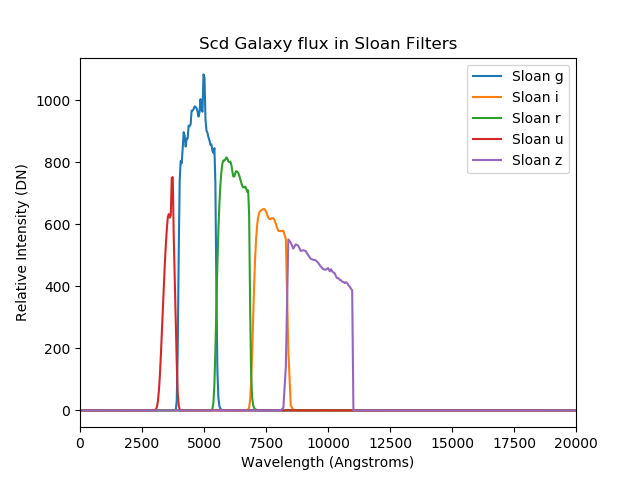 Scd Galaxy flux in Sloan Filters
Sloan g
Sloan i
Sloan r
Sloan u
Sloan z
Relative Intensity (DN)
1000
800
600
400
200
0
0 2500 5000 7500 10000 12500 15000 17500 20000
Wavelength (Angstroms)